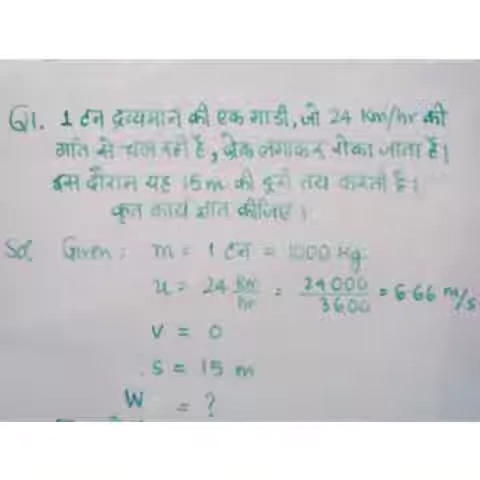 Q1. 1 टन द्रव्यमान की एक गाडी, जो 24 Km/hr की
गति से चल रही है, ब्रेक लगाकर रोका जाता है।
इस दौरान यह 15m की दूरी तय करती है।
कृत कार्य ज्ञात कीजिए।
Sol. Given: m = 1 टन = 1000 Kg
u = 24 Km/hr = 24000/3600 = 6.66 m/s
v = 0
s = 15 m
W = ?